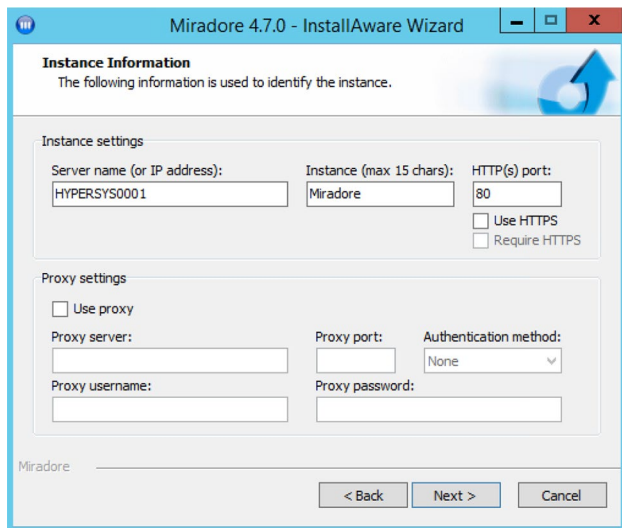 Miradore 4.7.0 - InstallAware Wizard
Instance Information
The following information is used to identify the instance.
Instance settings
Server name (or IP address): Instance (max 15 chars): HTTP(s) port:
HYPERSYS0001 Miradore 80
Use HTTPS
Require HTTPS
Proxy settings
Use proxy
Proxy server: Proxy port: Authentication method:
None
Proxy username: Proxy password:
Miradore
< Back Next > Cancel